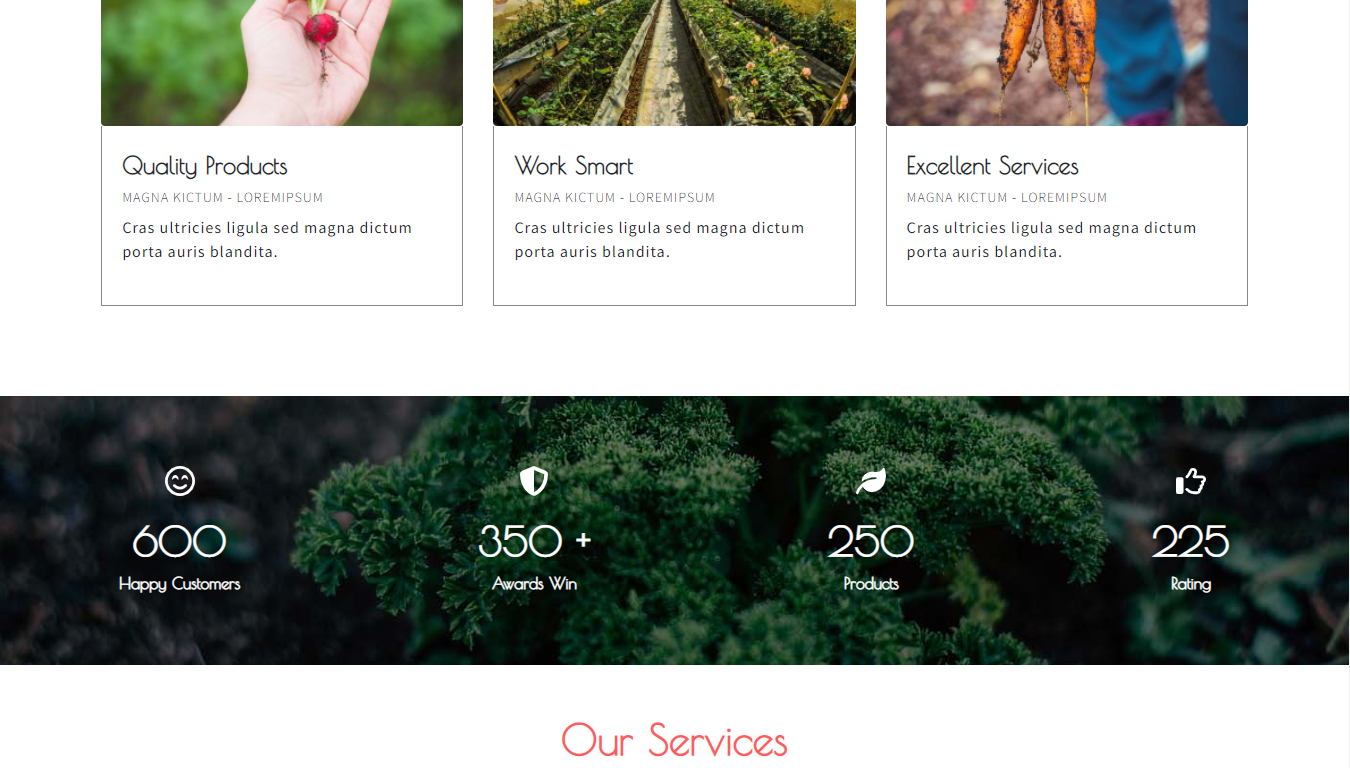 Quality Products
MAGNA KICTUM - LOREMIPSUM
Cras ultricies ligula sed magna dictum
porta auris blandita.
Work Smart
MAGNA KICTUM - LOREMIPSUM
Cras ultricies ligula sed magna dictum
porta auris blandita.
Excellent Services
MAGNA KICTUM - LOREMIPSUM
Cras ultricies ligula sed magna dictum
porta auris blandita.
600
Happy Customers
350 +
Awards Win
250
Products
225
Rating
Our Services